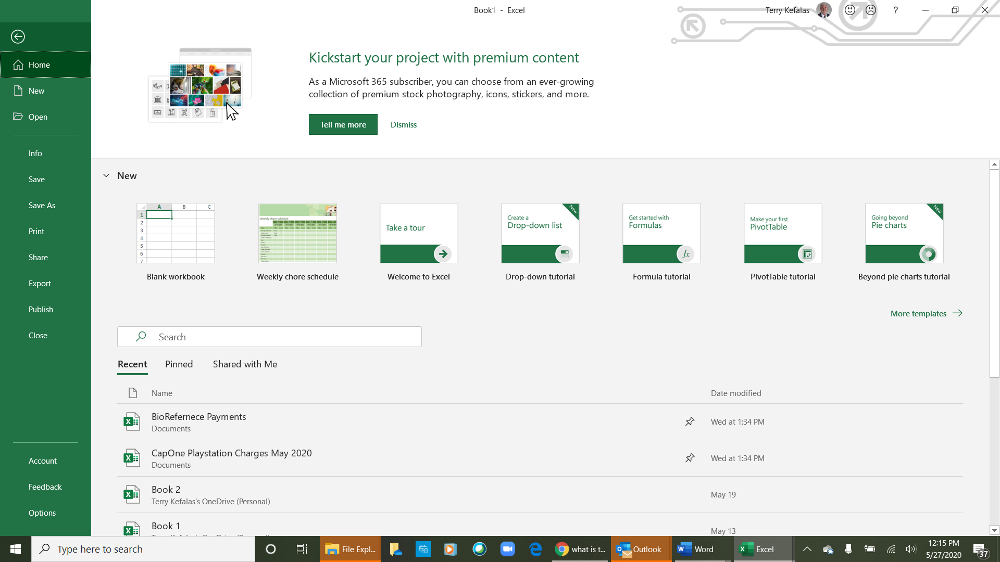 Book1 - Excel
Terry Kefalas
?
Home
New
Open
Info
Save
Save As
Print
Share
Export
Publish
Close
Account
Feedback
Options
Kickstart your project with premium content
As a Microsoft 365 subscriber, you can choose from an ever-growing
collection of premium stock photography, icons, stickers, and more.
Tell me more
Dismiss
New
A B C
1
2
3
4
5
6
7
Blank workbook
Weekly chore schedule
Weekly chore schedule
Take a tour
Welcome to Excel
Create a
Drop-down list
New
Drop-down tutorial
Get started with
Formulas
fx
Formula tutorial
Make your first
PivotTable
PivotTable tutorial
Going beyond
Pie charts
New
Beyond pie charts tutorial
More templates
Search
Recent
Pinned
Shared with Me
Name
Date modified
BioRefernece Payments
Documents
Wed at 1:34 PM
CapOne Playstation Charges May 2020
Documents
Wed at 1:34 PM
Book 2
Terry Kefalas's OneDrive (Personal)
May 19
Book 1
May 13
Type here to search
File Expl...
what is t...
Outlook
Word
Excel
12:15 PM
5/27/2020
37